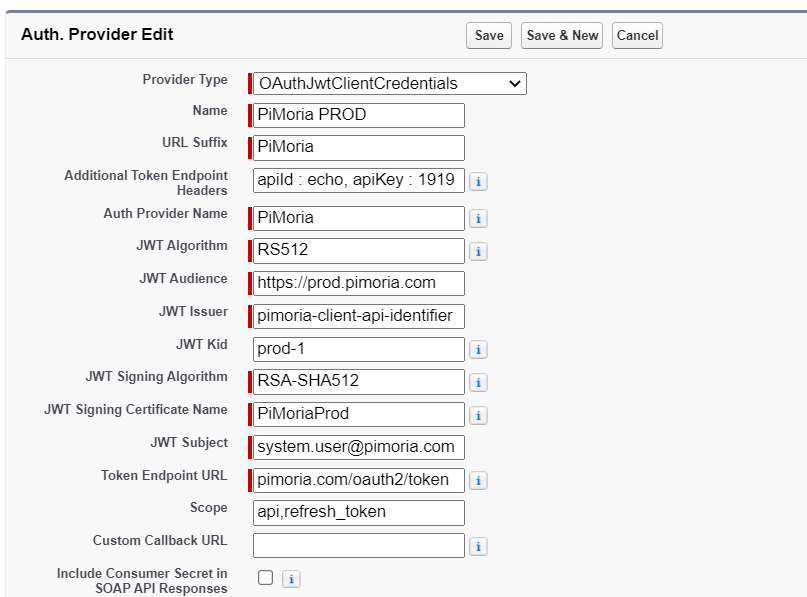 Auth. Provider Edit
Save
Save & New
Cancel
Provider Type
OAuthJwtClientCredentials
Name
PiMoria PROD
URL Suffix
PiMoria
Additional Token Endpoint
Headers
apiId : echo, apiKey : 1919
i
Auth Provider Name
PiMoria
i
JWT Algorithm
RS512
i
JWT Audience
https://prod.pimoria.com
JWT Issuer
pimoria-client-api-identifier
JWT Kid
prod-1
i
JWT Signing Algorithm
RSA-SHA512
i
JWT Signing Certificate Name
PiMoriaProd
i
JWT Subject
system.user@pimoria.com
Token Endpoint URL
pimoria.com/oauth2/token
i
Scope
api,refresh_token
Custom Callback URL
i
Include Consumer Secret in
SOAP API Responses
i